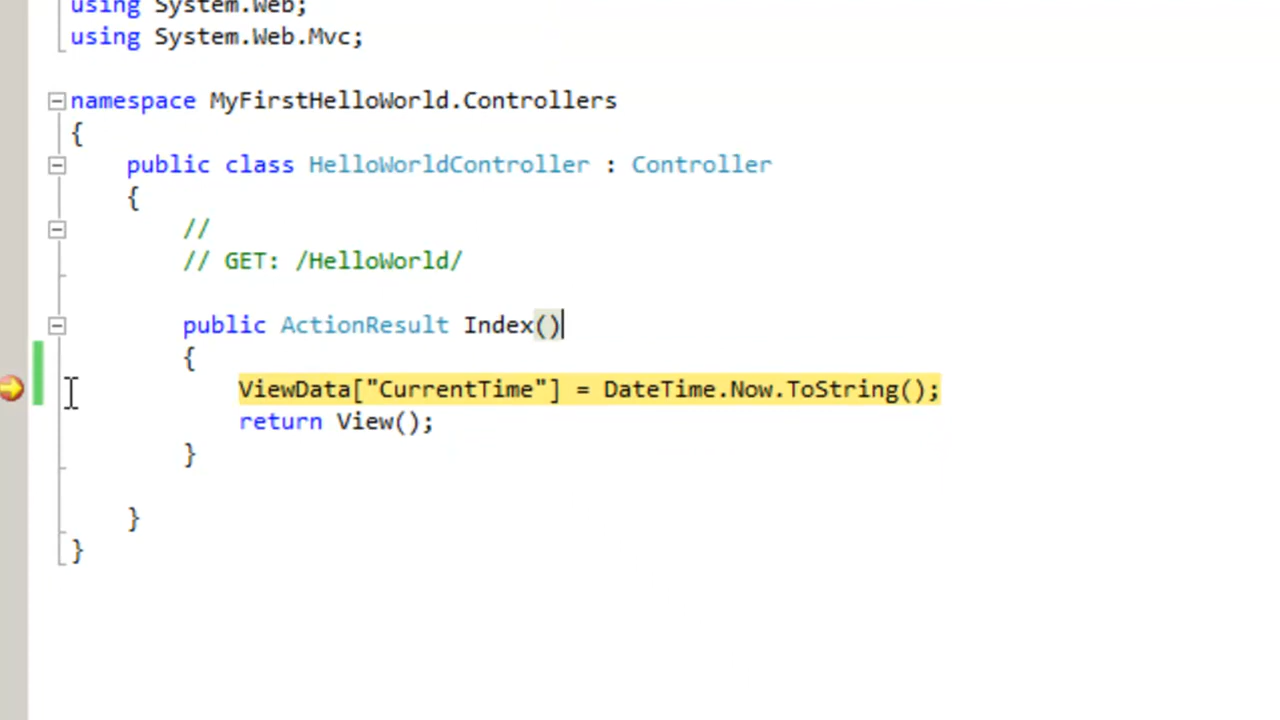 using System.Web;
using System.Web.Mvc;
namespace MyFirstHelloWorld.Controllers
{
public class HelloWorldController : Controller
{
//
// GET: /HelloWorld/
public ActionResult Index()
{
ViewData["CurrentTime"] = DateTime.Now.ToString();
return View();
}
}
}